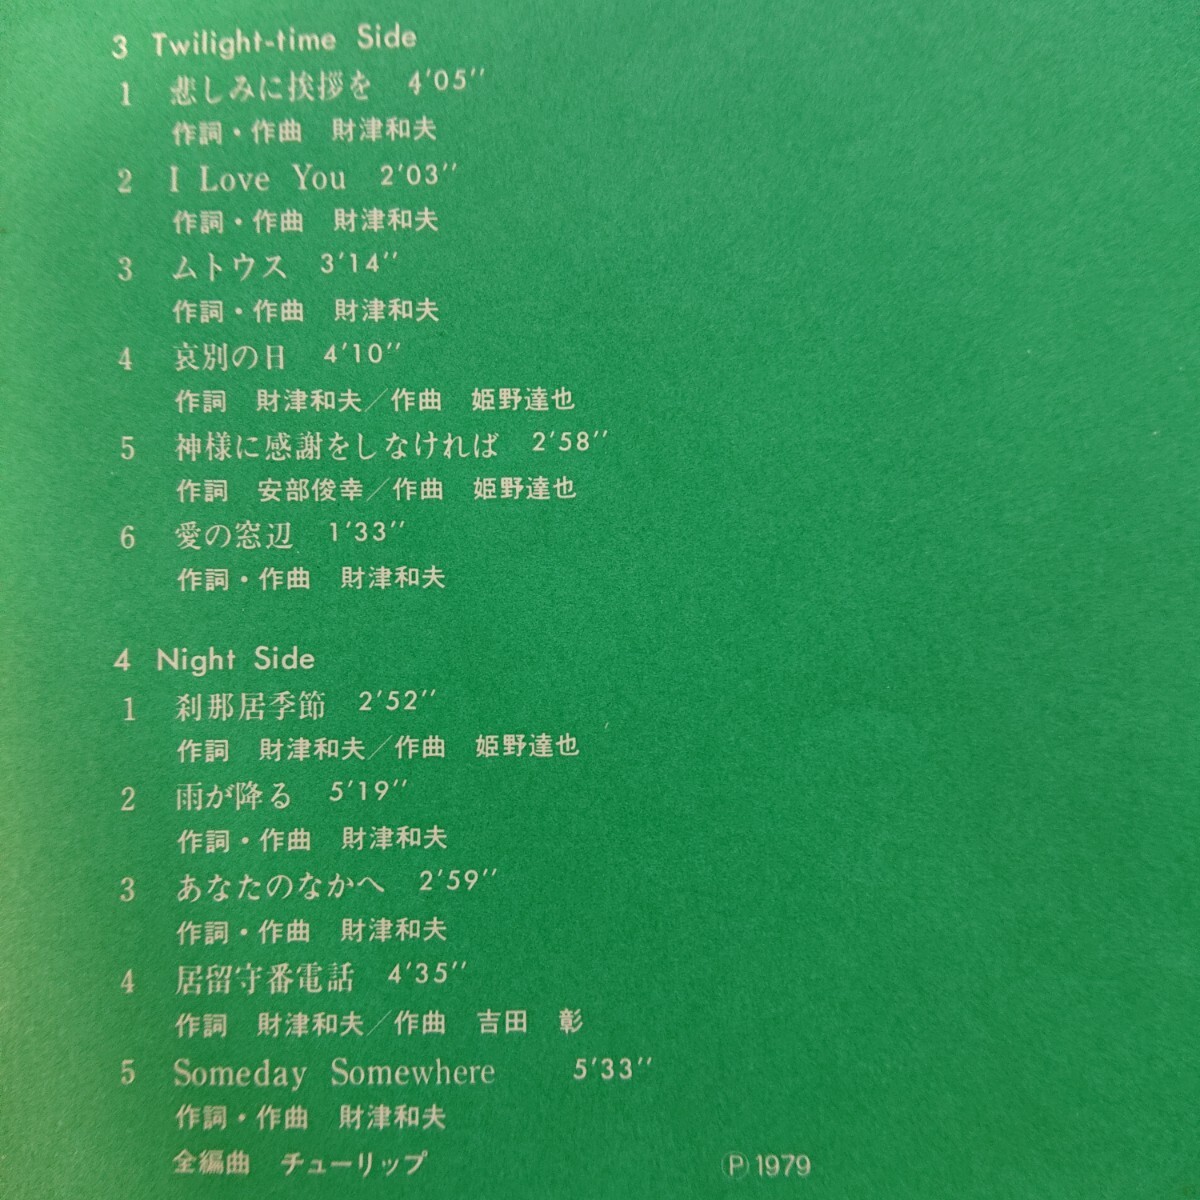 3 Twilight-time Side
1 悲しみに挨拶を 4'05''
作詞・作曲 財津和夫
2 I Love You 2'03''
作詞・作曲 財津和夫
3 ムトウス 3'14''
作詞・作曲 財津和夫
4 哀別の日 4'10''
作詞 財津和夫／作曲 姫野達也
5 神様に感謝をしなければ 2'58''
作詞 安部俊幸／作曲 姫野達也
6 愛の窓辺 1'33''
作詞・作曲 財津和夫
4 Night Side
1 刹那居季節 2'52''
作詞 財津和夫／作曲 姫野達也
2 雨が降る 5'19''
作詞・作曲 財津和夫
3 あなたのなかへ 2'59''
作詞・作曲 財津和夫
4 居留守番電話 4'35''
作詞 財津和夫／作曲 吉田 彰
5 Someday Somewhere 5'33''
作詞・作曲 財津和夫
全編曲 チューリップ
Ⓟ1979